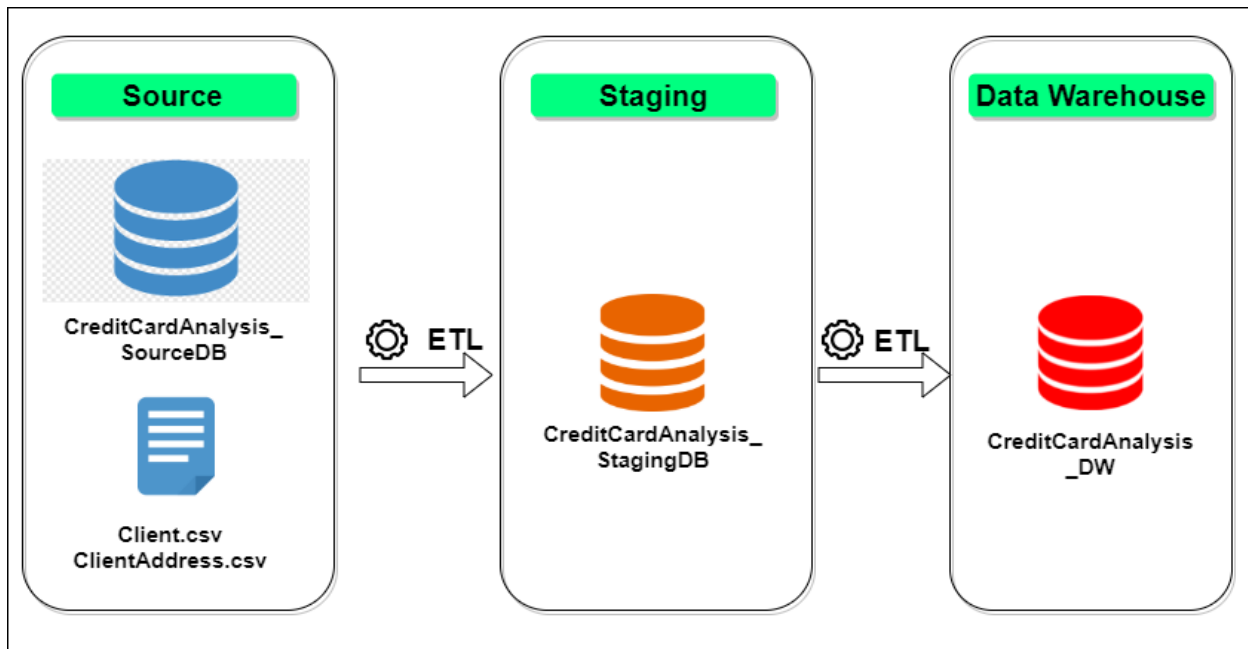 Source
Staging
Data Warehouse
CreditCardAnalysis_
SourceDB
ETL
ETL
CreditCardAnalysis_
StagingDB
CreditCardAnalysis
_DW
Client.csv
ClientAddress.csv